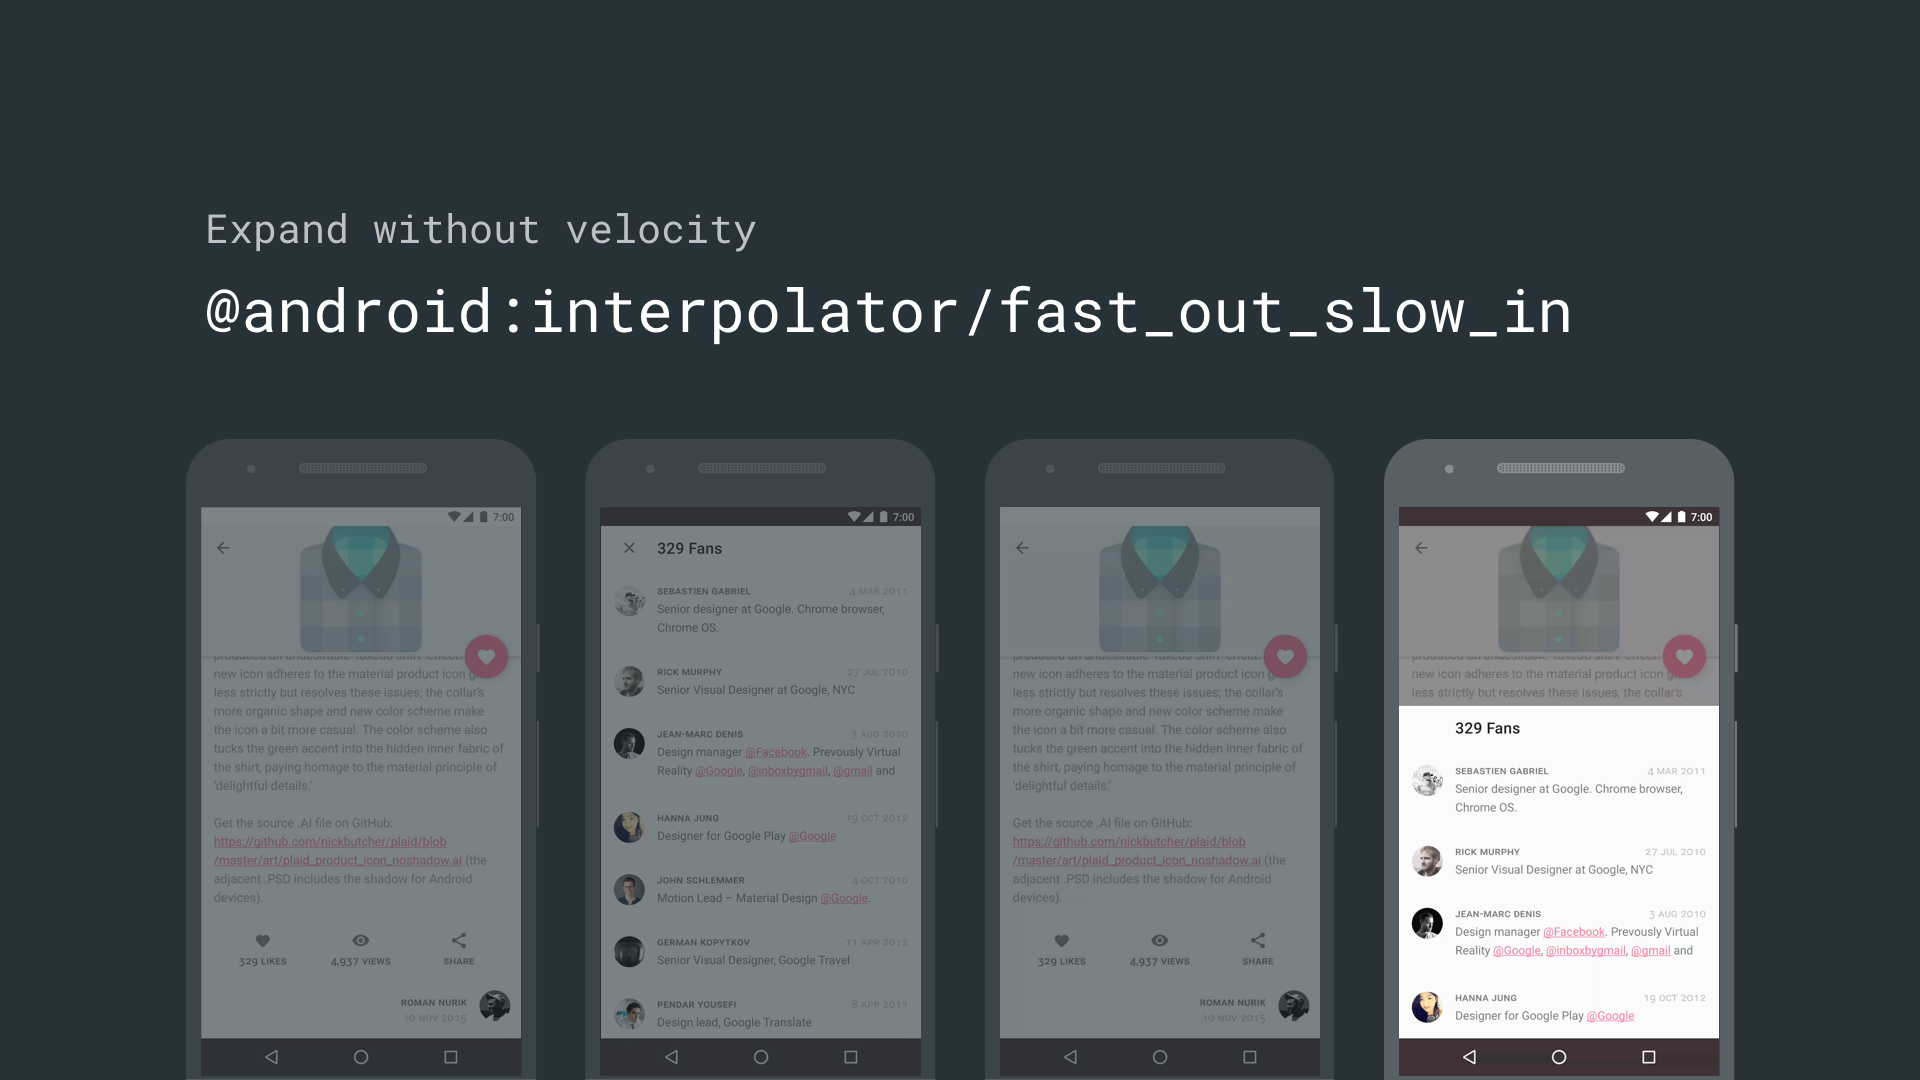 Expand without velocity
@android:interpolator/fast_out_slow_in
7:00
new icon adheres to the material product icon
less strictly but resolves these issues; the collar's
more organic shape and new color scheme make
the icon a bit more casual. The color scheme also
tucks the green accent into the hidden inner fabric of
the shirt, paying homage to the material principle of
'delightful details.'
Get the source .AI file on GitHub:
https://github.com/nickbutcher/plaid/blob
/master/art/plaid_product_icon_noshadow.ai (the
adjacent .PSD includes the shadow for Android
devices).
329 LIKES
4,937 VIEWS
SHARE
ROMAN NURIK
10 NOV 2015
7:00
329 Fans
SEBASTIEN GABRIEL 4 MAR 2011
Senior designer at Google. Chrome browser,
Chrome OS.
RICK MURPHY 27 JUL 2010
Senior Visual Designer at Google, NYC
JEAN-MARC DENIS 3 AUG 2010
Design manager @Facebook. Prevously Virtual
Reality @Google, @inboxbygmail, @gmail and
HANNA JUNG 19 OCT 2012
Designer for Google Play @Google
JOHN SCHLEMMER 4 OCT 2010
Motion Lead – Material Design @Google.
GERMAN KOPYTKOV 11 APR 2012
Senior Visual Designer, Google Travel
PENDAR YOUSEFI 8 APR 2011
Design lead, Google Translate
new icon adheres to the material product icon
less strictly but resolves these issues; the collar's
more organic shape and new color scheme make
the icon a bit more casual. The color scheme also
tucks the green accent into the hidden inner fabric of
the shirt, paying homage to the material principle of
'delightful details.'
Get the source .AI file on GitHub:
https://github.com/nickbutcher/plaid/blob
/master/art/plaid_product_icon_noshadow.ai (the
adjacent .PSD includes the shadow for Android
devices).
329 LIKES
4,937 VIEWS
SHARE
ROMAN NURIK
10 NOV 2015
7:00
new icon adheres to the material product icon
less strictly but resolves these issues; the collar's
329 Fans
SEBASTIEN GABRIEL 4 MAR 2011
Senior designer at Google. Chrome browser,
Chrome OS.
RICK MURPHY 27 JUL 2010
Senior Visual Designer at Google, NYC
JEAN-MARC DENIS 3 AUG 2010
Design manager @Facebook. Prevously Virtual
Reality @Google, @inboxbygmail, @gmail and
HANNA JUNG 19 OCT 2012
Designer for Google Play @Google